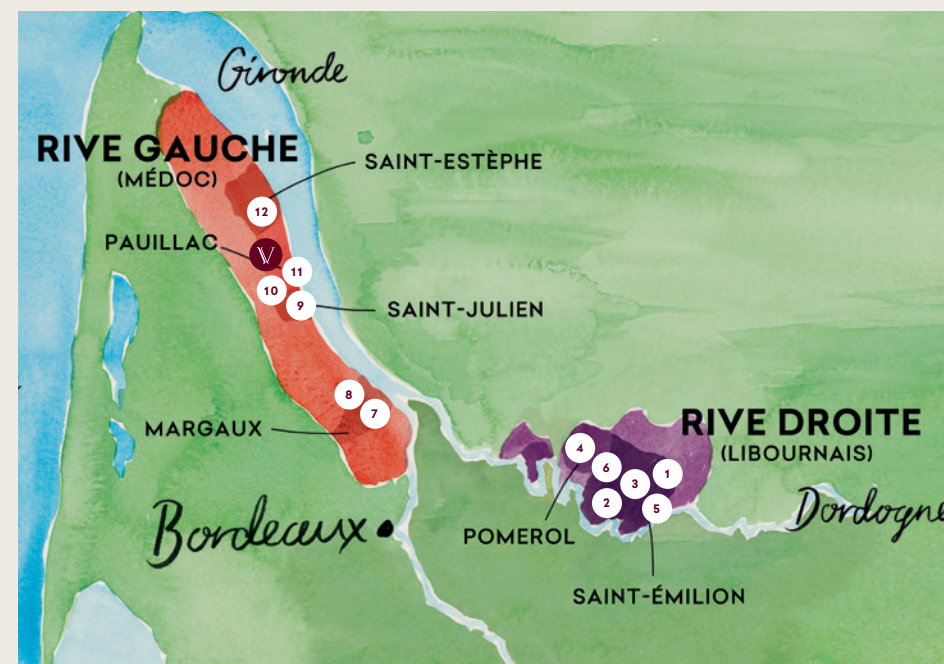 Gironde
RIVE GAUCHE
(MÉDOC)
SAINT-ESTÈPHE
12
PAUILLAC
V
11
10
9
SAINT-JULIEN
8
7
MARGAUX
RIVE DROITE
(LIBOURNAIS)
4
6
1
3
2
5
Dordogne
Bordeaux
POMEROL
SAINT-ÉMILION